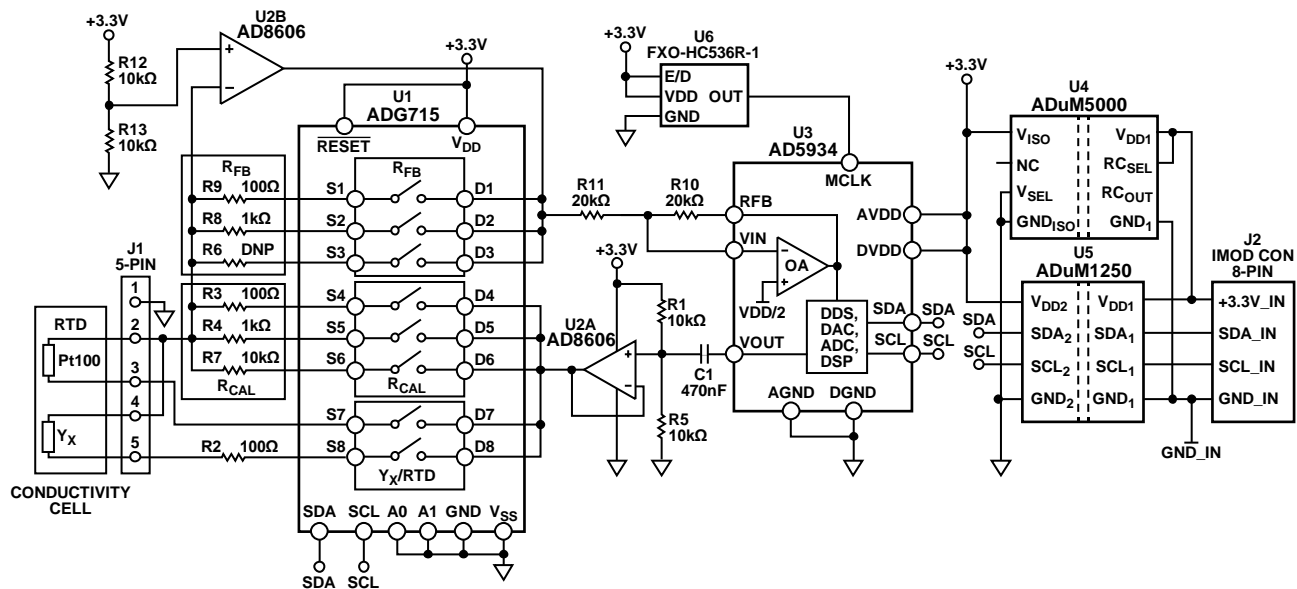 U2B
AD8606
+3.3V
R12
10kΩ
R13
10kΩ
+
−
+3.3V
U1
ADG715
RESET
VDD
RFB
R9 100Ω
R8 1kΩ
R6 DNP
RFB
S1
S2
S3
D1
D2
D3
J1
5-PIN
1
2
3
4
5
RTD
Pt100
YX
CONDUCTIVITY
CELL
R3 100Ω
R4 1kΩ
R7 10kΩ
RCAL
S4
S5
S6
D4
D5
D6
RCAL
S7
S8
D7
D8
YX/RTD
R2 100Ω
SDA
SCL
A0
A1
GND
VSS
SDA
SCL
U6
FXO-HC536R-1
+3.3V
E/D
VDD
GND
OUT
R11
20kΩ
R10
20kΩ
+3.3V
R1
10kΩ
U2A
AD8606
+
−
R5
10kΩ
C1
470nF
U3
AD5934
MCLK
RFB
VIN
−
OA
+
VDD/2
VOUT
DDS,
DAC,
ADC,
DSP
AVDD
DVDD
SDA
SCL
SDA
SCL
AGND
DGND
+3.3V
U4
ADuM5000
VISO
NC
VSEL
GNDISO
VDD1
RCSEL
RCOUT
GND1
U5
ADuM1250
VDD2
SDA2
SCL2
GND2
VDD1
SDA1
SCL1
GND1
SDA
SCL
J2
IMOD CON
8-PIN
+3.3V_IN
SDA_IN
SCL_IN
GND_IN
GND_IN